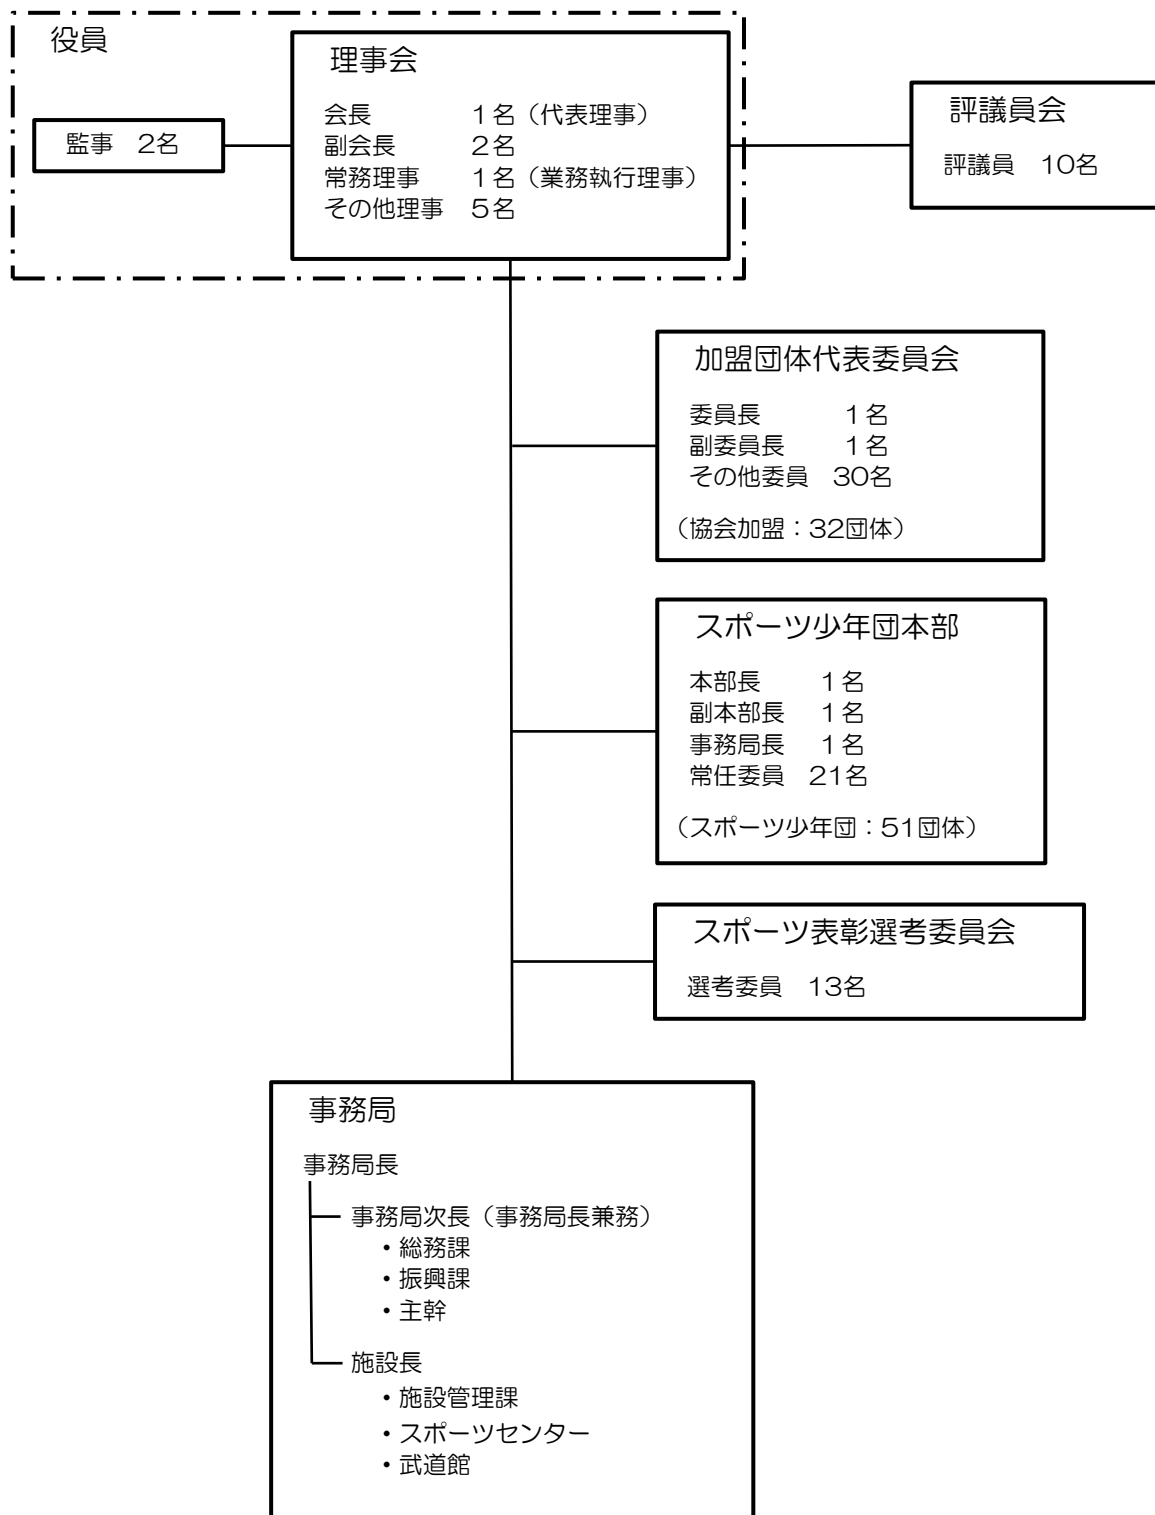 役員
監事　2名
理事会
会長　1名（代表理事）
副会長　2名
常務理事　1名（業務執行理事）
その他理事　5名
評議員会
評議員　10名
加盟団体代表委員会
委員長　1名
副委員長　1名
その他委員　30名
（協会加盟：32団体）
スポーツ少年団本部
本部長　1名
副本部長　1名
事務局長　1名
常任委員　21名
（スポーツ少年団：51団体）
スポーツ表彰選考委員会
選考委員　13名
事務局
事務局長
事務局次長（事務局長兼務）
・総務課
・振興課
・主幹
施設長
・施設管理課
・スポーツセンター
・武道館